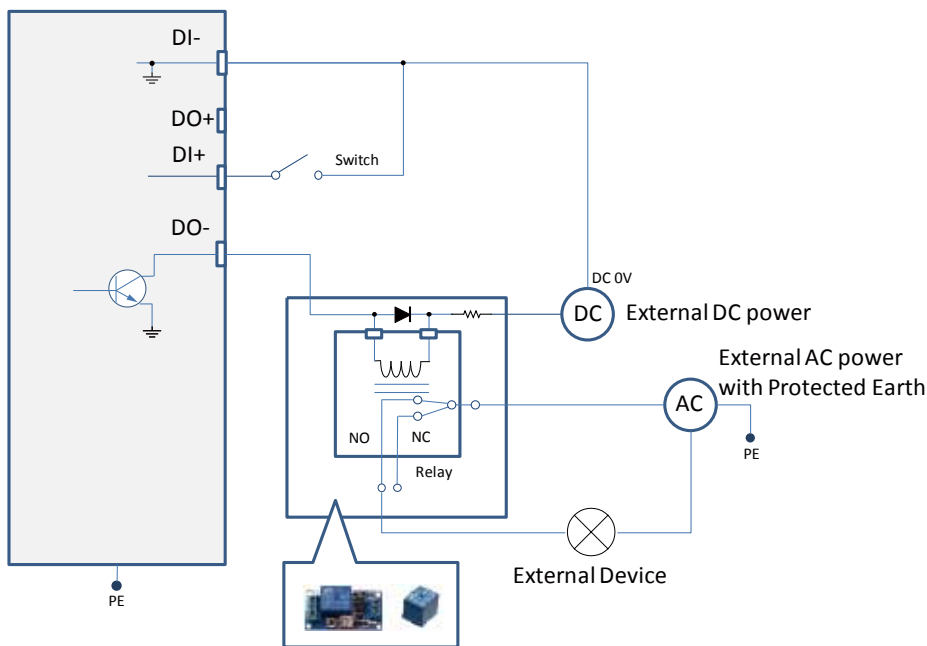 DI-
DO+
DI+
Switch
DO-
DC 0V
DC
External DC power
External AC power
with Protected Earth
AC
NO
NC
PE
Relay
External Device
PE